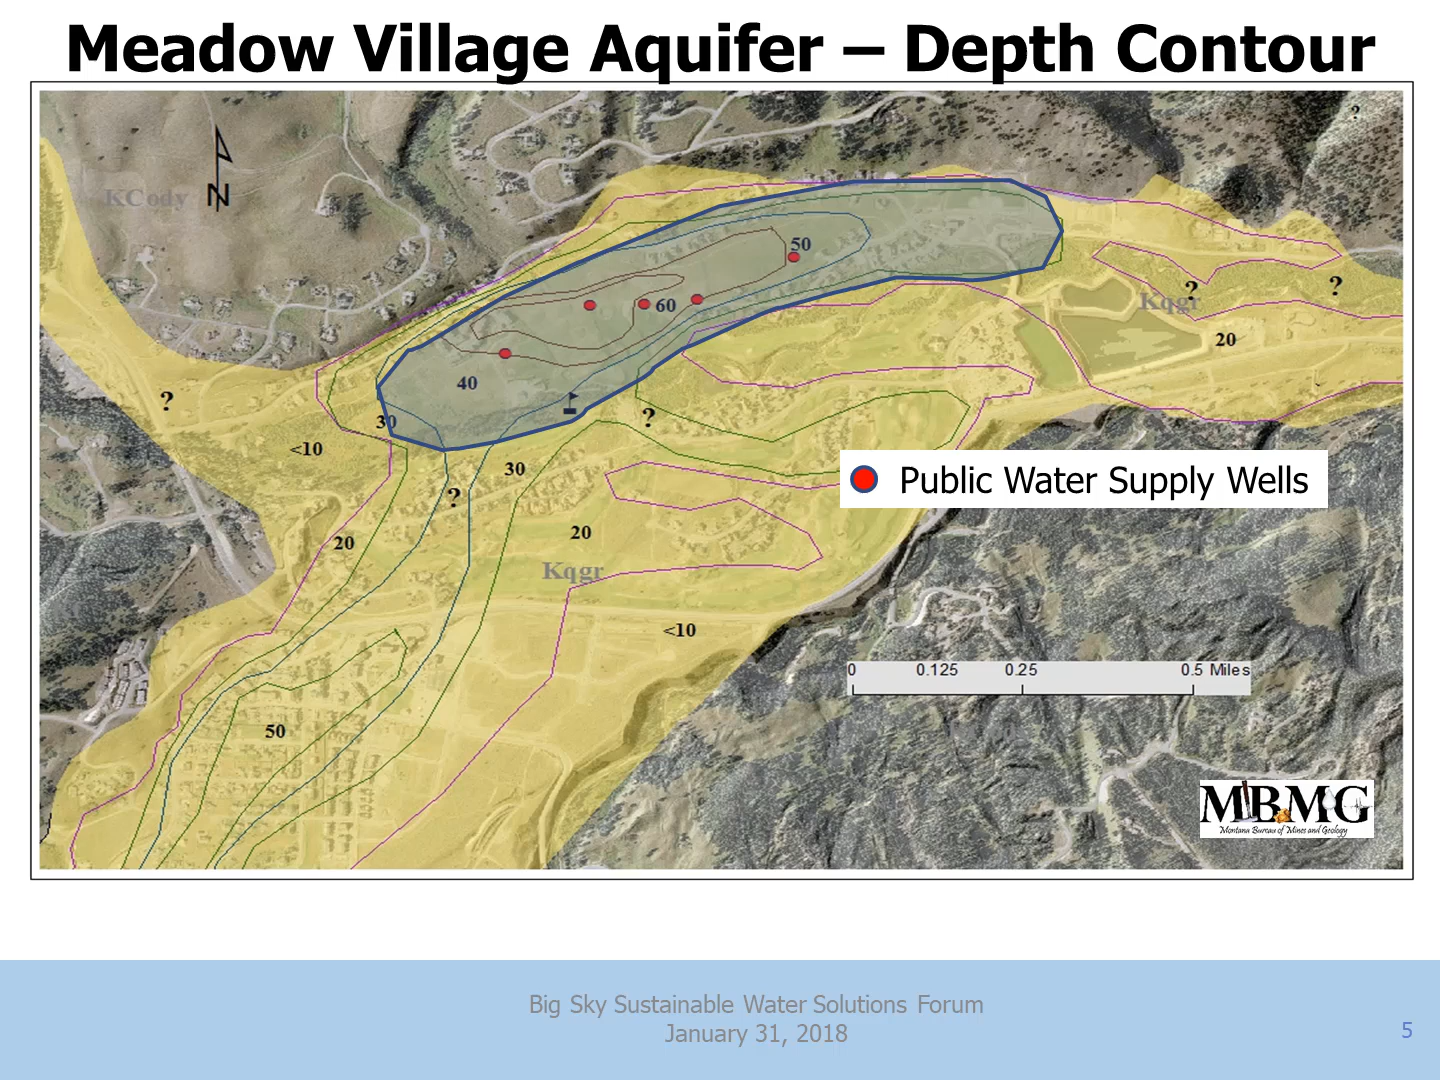 Meadow Village Aquifer – Depth Contour
?
KCody
N
50
?
?
Kqgr
60
20
40
?
30
?
<10
30
?
20
20
Kqgr
<10
50
Public Water Supply Wells
0 0.125 0.25 0.5 Miles
MBMG
Montana Bureau of Mines and Geology
Big Sky Sustainable Water Solutions Forum
January 31, 2018
5